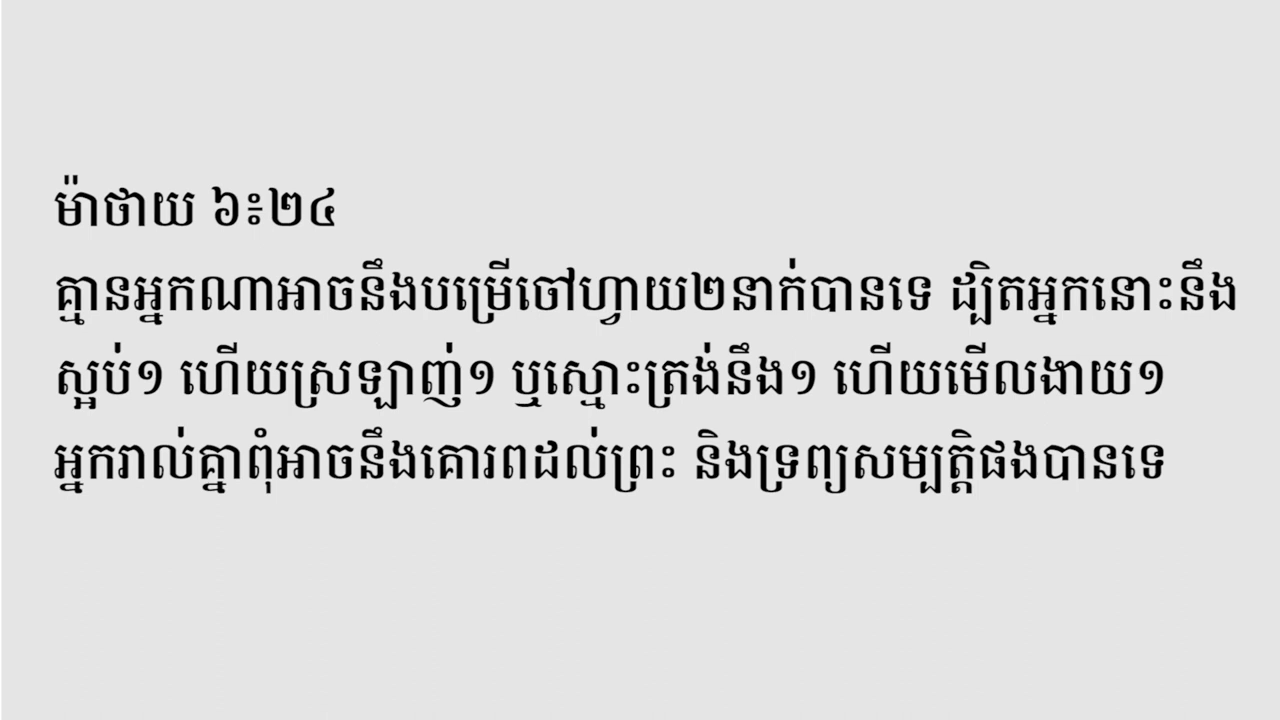 ម៉ាថាយ ៦៖២៤
គ្មានអ្នកណាអាចនឹងបម្រើចៅហ្វាយ២នាក់បានទេ ដ្បិតអ្នកនោះនឹង
ស្អប់១ ហើយស្រឡាញ់១ ឬស្មោះត្រង់នឹង១ ហើយមើលងាយ១
អ្នករាល់គ្នាពុំអាចនឹងគោរពដល់ព្រះ និងទ្រព្យសម្បត្តិផងបានទេ